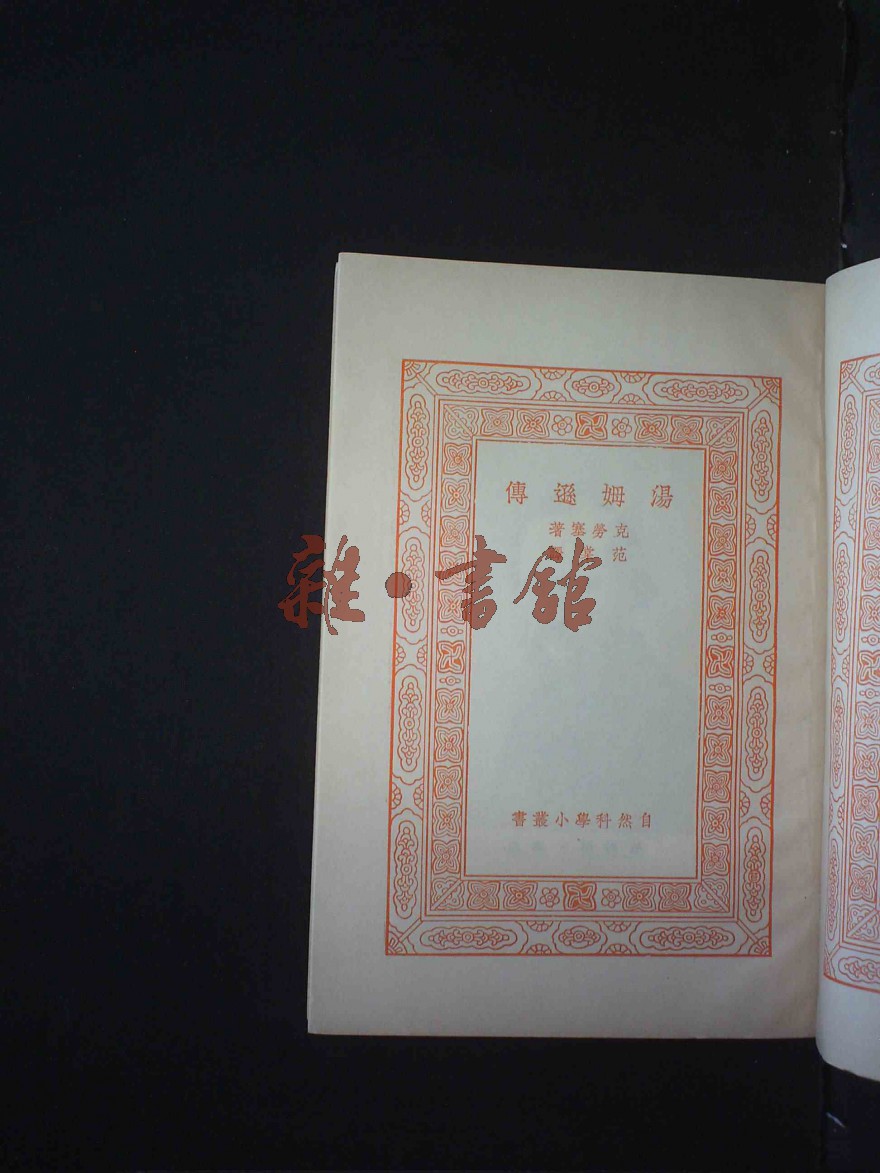 湯姆遜傳
克勞塞著
范
雜·書館
自然科學小叢書